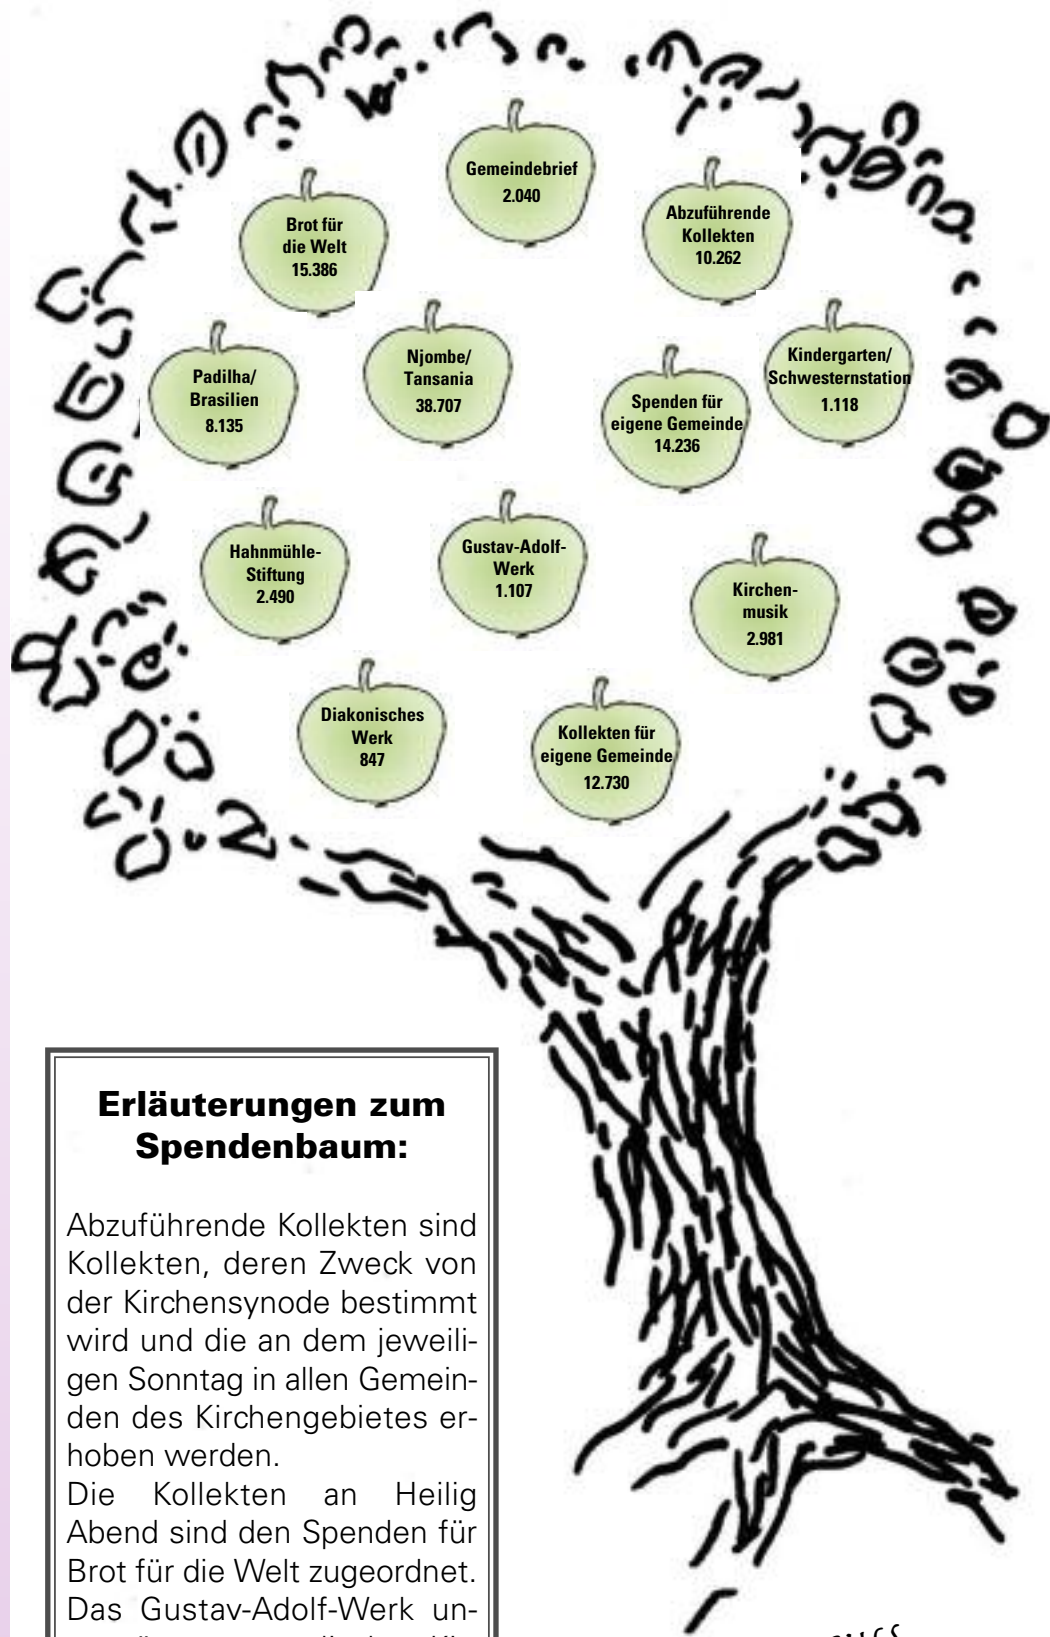 Gemeindebrief
2.040
Brot für
die Welt
15.386
Abzuführende
Kollekten
10.262
Padilha/
Brasilien
8.135
Njombe/
Tansania
38.707
Spenden für
eigene Gemeinde
14.236
Kindergarten/
Schwesternstation
1.118
Hahnmühle-
Stiftung
2.490
Gustav-Adolf-
Werk
1.107
Kirchen-
musik
2.981
Diakonisches
Werk
847
Kollekten für
eigene Gemeinde
12.730
Erläuterungen zum
Spendenbaum:
Abzuführende Kollekten sind
Kollekten, deren Zweck von
der Kirchensynode bestimmt
wird und die an dem jeweili-
gen Sonntag in allen Gemein-
den des Kirchengebietes er-
hoben werden.
Die Kollekten an Heilig
Abend sind den Spenden für
Brot für die Welt zugeordnet.
Das Gustav-Adolf-Werk un-